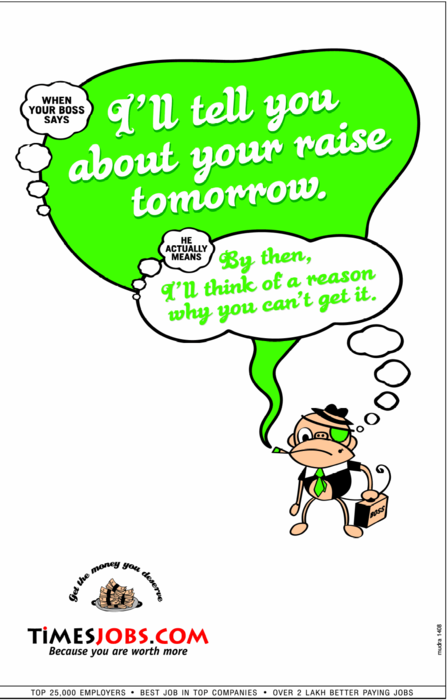 WHEN
YOUR BOSS
SAYS
I'll tell you
about your raise
tomorrow.
HE
ACTUALLY
MEANS
By then,
I'll think of a reason
why you can't get it.
BOSS
Get the money you deserve
TiMESJOBS.COM
Because you are worth more
mudra 1408
TOP 25,000 EMPLOYERS • BEST JOB IN TOP COMPANIES • OVER 2 LAKH BETTER PAYING JOBS